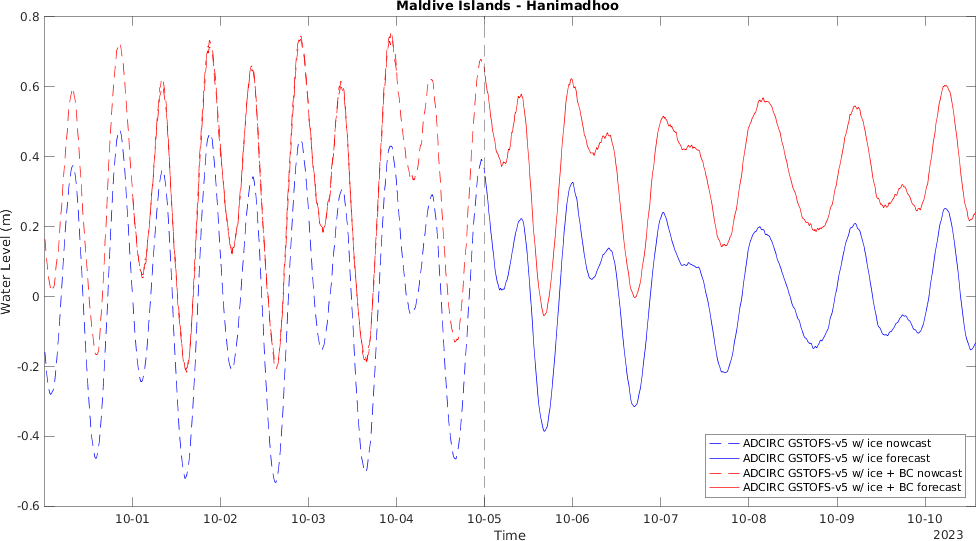 Maldive Islands - Hanimadhoo
Water Level (m)
0.8
0.6
0.4
0.2
0
-0.2
-0.4
-0.6
ADCIRC GSTOFS-v5 w/ ice nowcast
ADCIRC GSTOFS-v5 w/ ice forecast
ADCIRC GSTOFS-v5 w/ ice + BC nowcast
ADCIRC GSTOFS-v5 w/ ice + BC forecast
10-01 10-02 10-03 10-04 10-05 10-06 10-07 10-08 10-09 10-10
Time
2023